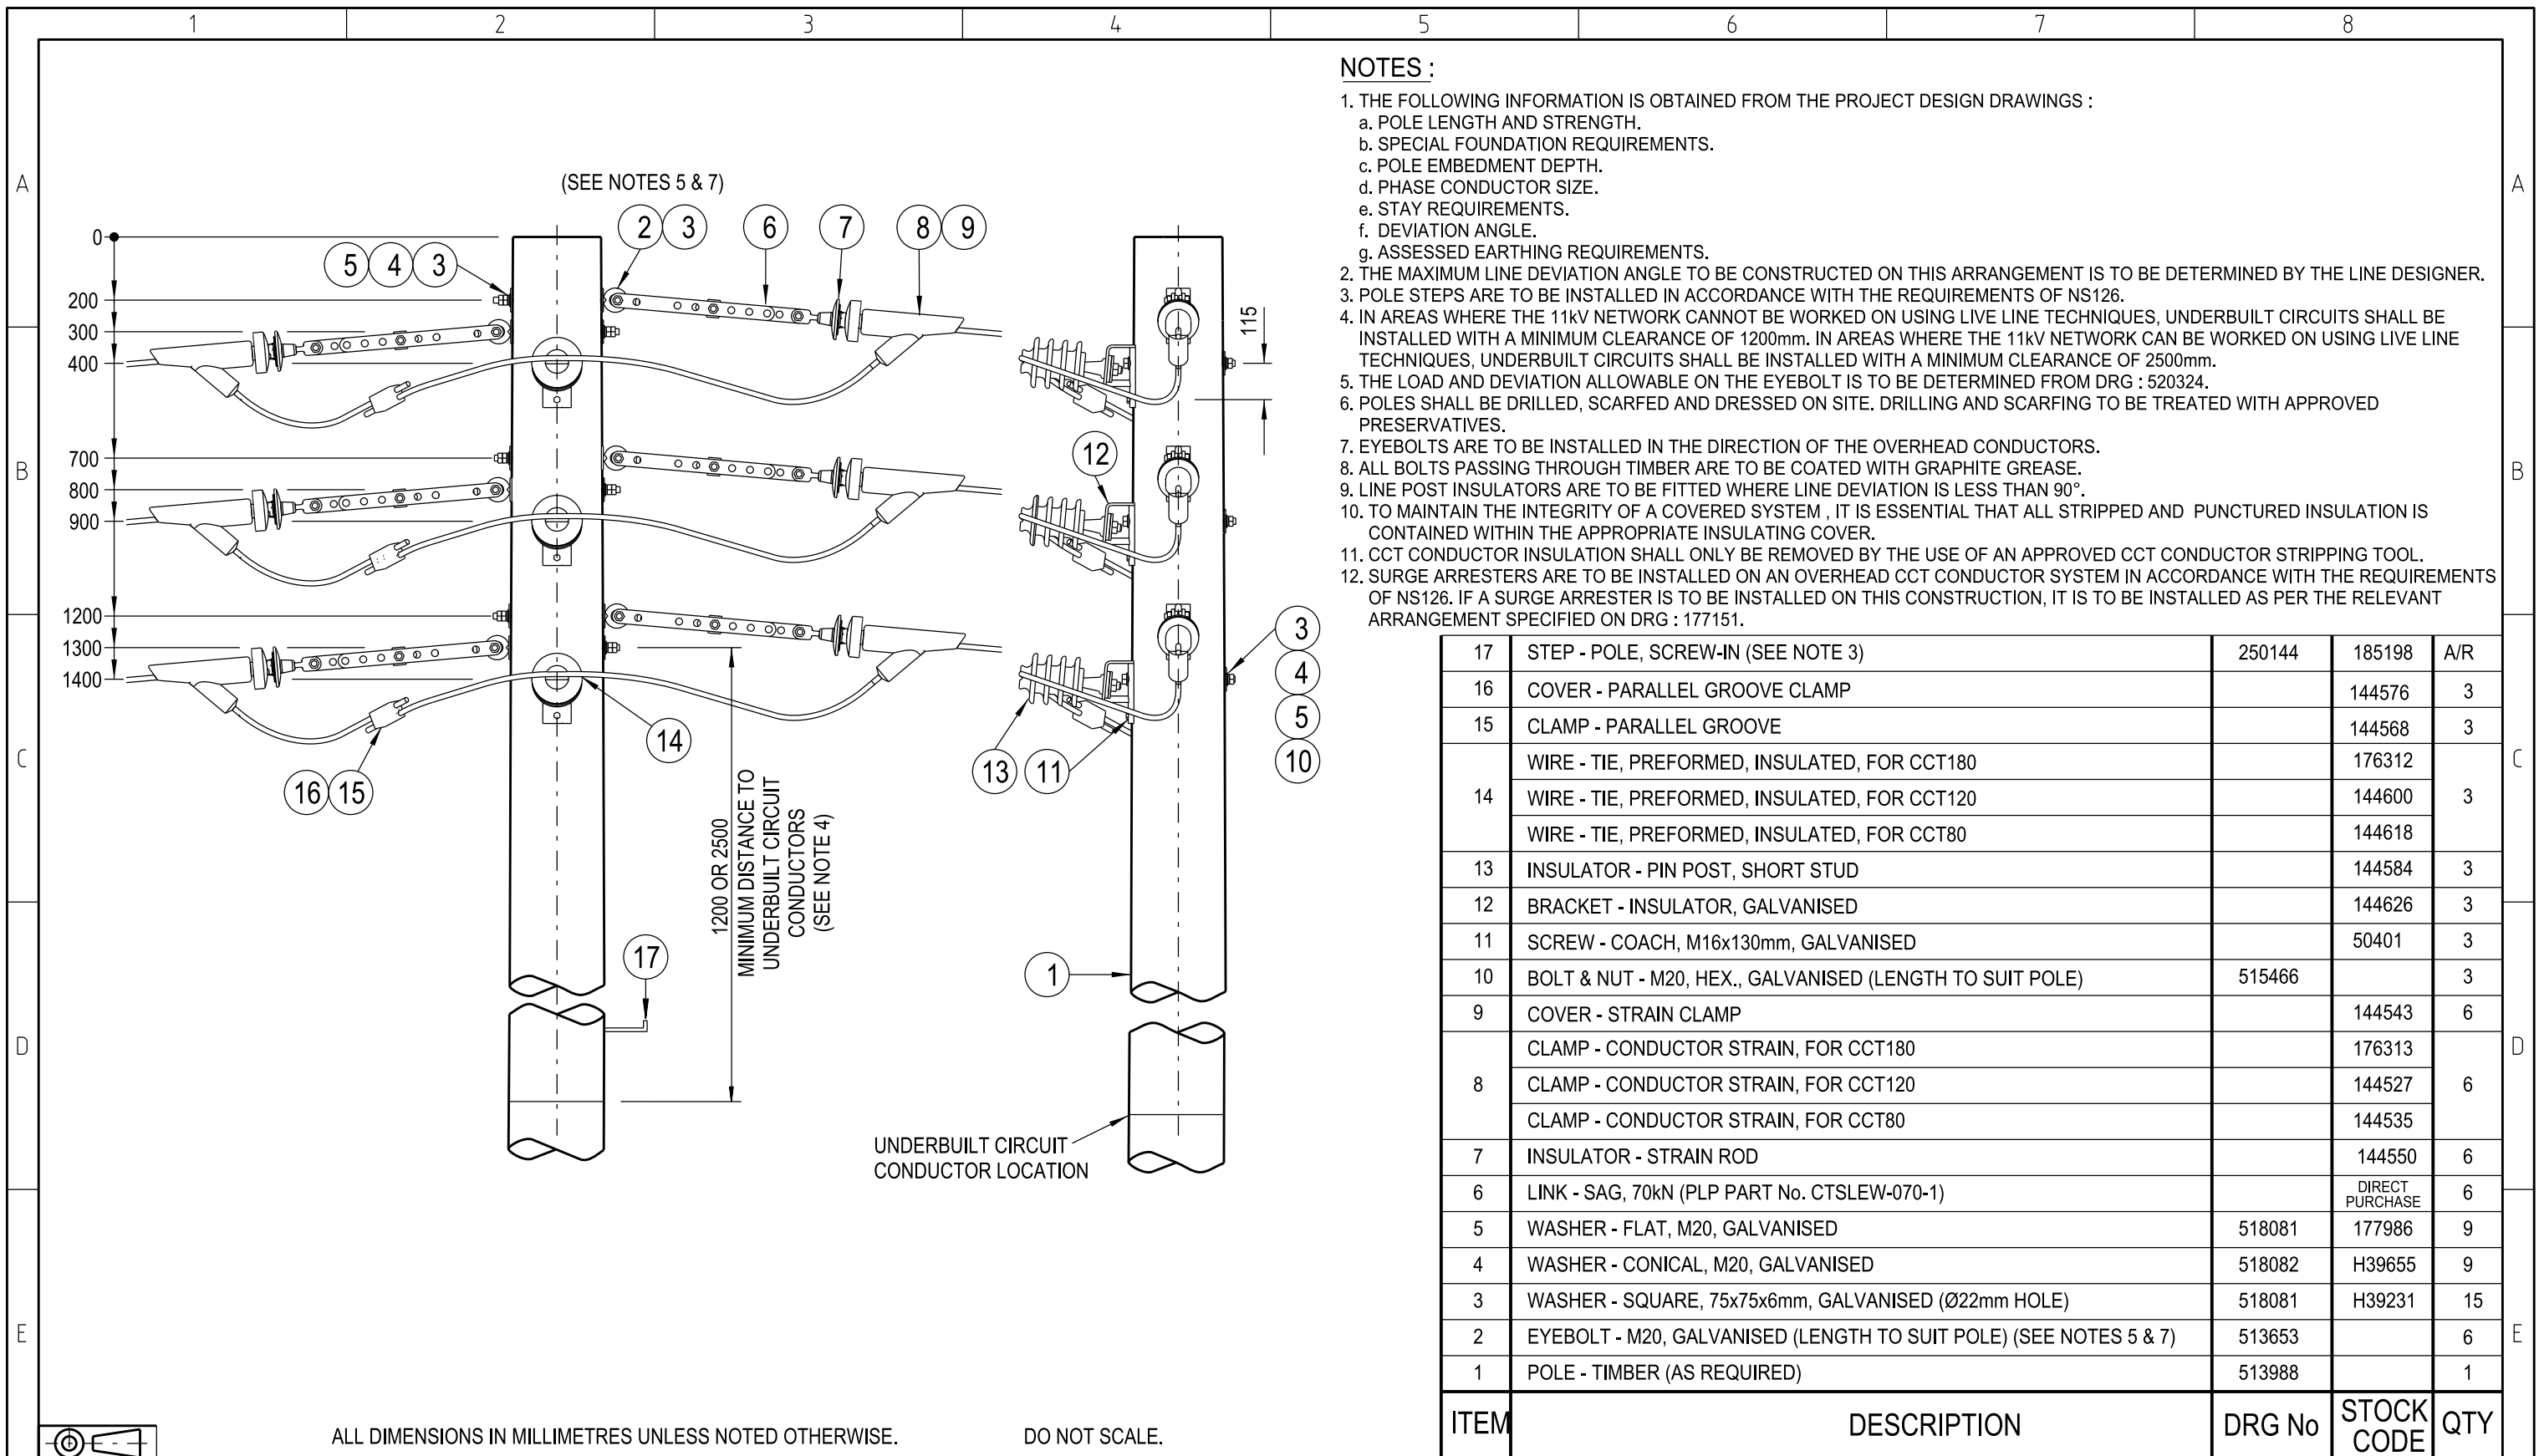 1 2 3 4 5 6 7 8
A A
B B
C C
D D
E E
(SEE NOTES 5 & 7)
2 3 6 7 8 9
5 4 3
0
200
300
400
700
800
900
1200
1300
1400
115
12
3
4
5
10
13 11
14
16 15
17
1
1200 OR 2500
MINIMUM DISTANCE TO
UNDERBUILT CIRCUIT
CONDUCTORS
(SEE NOTE 4)
UNDERBUILT CIRCUIT
CONDUCTOR LOCATION
ALL DIMENSIONS IN MILLIMETRES UNLESS NOTED OTHERWISE.
DO NOT SCALE.
NOTES :
1. THE FOLLOWING INFORMATION IS OBTAINED FROM THE PROJECT DESIGN DRAWINGS :
a. POLE LENGTH AND STRENGTH.
b. SPECIAL FOUNDATION REQUIREMENTS.
c. POLE EMBEDMENT DEPTH.
d. PHASE CONDUCTOR SIZE.
e. STAY REQUIREMENTS.
f. DEVIATION ANGLE.
g. ASSESSED EARTHING REQUIREMENTS.
2. THE MAXIMUM LINE DEVIATION ANGLE TO BE CONSTRUCTED ON THIS ARRANGEMENT IS TO BE DETERMINED BY THE LINE DESIGNER.
3. POLE STEPS ARE TO BE INSTALLED IN ACCORDANCE WITH THE REQUIREMENTS OF NS126.
4. IN AREAS WHERE THE 11kV NETWORK CANNOT BE WORKED ON USING LIVE LINE TECHNIQUES, UNDERBUILT CIRCUITS SHALL BE
INSTALLED WITH A MINIMUM CLEARANCE OF 1200mm. IN AREAS WHERE THE 11kV NETWORK CAN BE WORKED ON USING LIVE LINE
TECHNIQUES, UNDERBUILT CIRCUITS SHALL BE INSTALLED WITH A MINIMUM CLEARANCE OF 2500mm.
5. THE LOAD AND DEVIATION ALLOWABLE ON THE EYEBOLT IS TO BE DETERMINED FROM DRG : 520324.
6. POLES SHALL BE DRILLED, SCARFED AND DRESSED ON SITE. DRILLING AND SCARFING TO BE TREATED WITH APPROVED
PRESERVATIVES.
7. EYEBOLTS ARE TO BE INSTALLED IN THE DIRECTION OF THE OVERHEAD CONDUCTORS.
8. ALL BOLTS PASSING THROUGH TIMBER ARE TO BE COATED WITH GRAPHITE GREASE.
9. LINE POST INSULATORS ARE TO BE FITTED WHERE LINE DEVIATION IS LESS THAN 90°.
10. TO MAINTAIN THE INTEGRITY OF A COVERED SYSTEM , IT IS ESSENTIAL THAT ALL STRIPPED AND PUNCTURED INSULATION IS
CONTAINED WITHIN THE APPROPRIATE INSULATING COVER.
11. CCT CONDUCTOR INSULATION SHALL ONLY BE REMOVED BY THE USE OF AN APPROVED CCT CONDUCTOR STRIPPING TOOL.
12. SURGE ARRESTERS ARE TO BE INSTALLED ON AN OVERHEAD CCT CONDUCTOR SYSTEM IN ACCORDANCE WITH THE REQUIREMENTS
OF NS126. IF A SURGE ARRESTER IS TO BE INSTALLED ON THIS CONSTRUCTION, IT IS TO BE INSTALLED AS PER THE RELEVANT
ARRANGEMENT SPECIFIED ON DRG : 177151.
17 STEP - POLE, SCREW-IN (SEE NOTE 3) 250144 185198 A/R
16 COVER - PARALLEL GROOVE CLAMP 144576 3
15 CLAMP - PARALLEL GROOVE 144568 3
WIRE - TIE, PREFORMED, INSULATED, FOR CCT180 176312
14 WIRE - TIE, PREFORMED, INSULATED, FOR CCT120 144600 3
WIRE - TIE, PREFORMED, INSULATED, FOR CCT80 144618
13 INSULATOR - PIN POST, SHORT STUD 144584 3
12 BRACKET - INSULATOR, GALVANISED 144626 3
11 SCREW - COACH, M16x130mm, GALVANISED 50401 3
10 BOLT & NUT - M20, HEX., GALVANISED (LENGTH TO SUIT POLE) 515466 3
9 COVER - STRAIN CLAMP 144543 6
CLAMP - CONDUCTOR STRAIN, FOR CCT180 176313
8 CLAMP - CONDUCTOR STRAIN, FOR CCT120 144527 6
CLAMP - CONDUCTOR STRAIN, FOR CCT80 144535
7 INSULATOR - STRAIN ROD 144550 6
6 LINK - SAG, 70kN (PLP PART No. CTSLEW-070-1) DIRECT PURCHASE 6
5 WASHER - FLAT, M20, GALVANISED 518081 177986 9
4 WASHER - CONICAL, M20, GALVANISED 518082 H39655 9
3 WASHER - SQUARE, 75x75x6mm, GALVANISED (Ø22mm HOLE) 518081 H39231 15
2 EYEBOLT - M20, GALVANISED (LENGTH TO SUIT POLE) (SEE NOTES 5 & 7) 513653 6
1 POLE - TIMBER (AS REQUIRED) 513988 1
ITEM DESCRIPTION DRG No STOCK CODE QTY